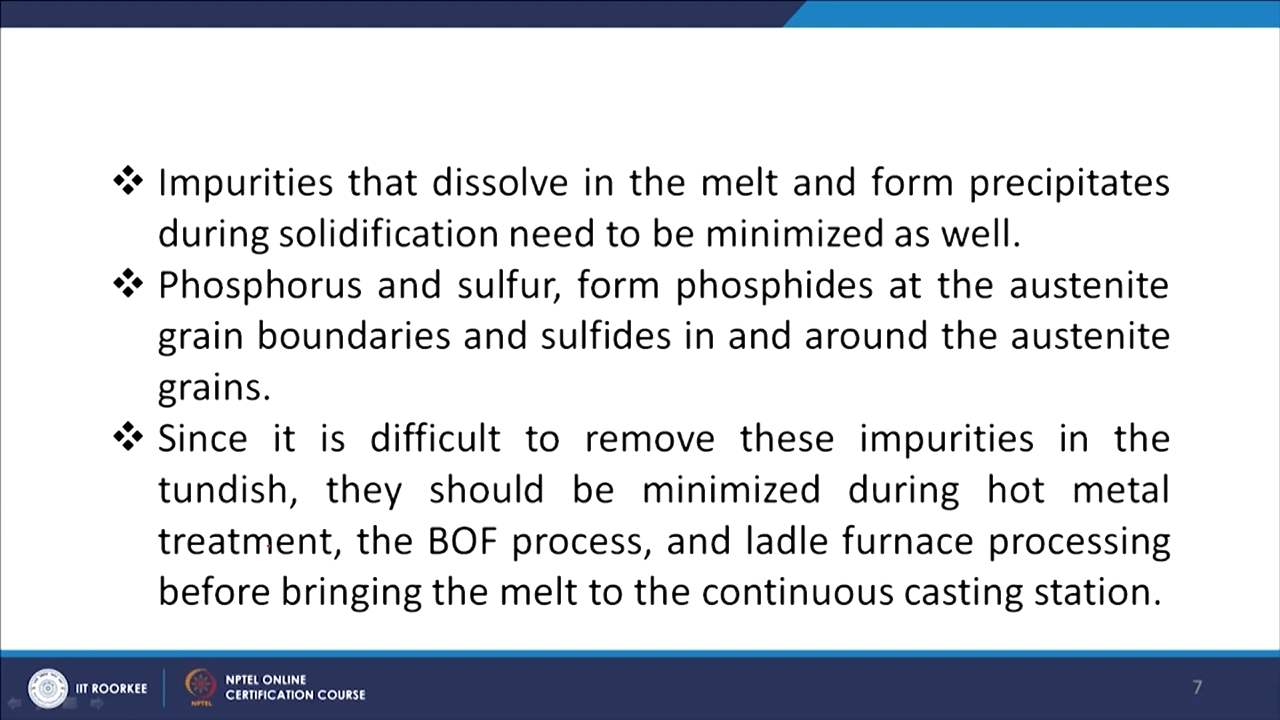 ❖ Impurities that dissolve in the melt and form precipitates
during solidification need to be minimized as well.
❖ Phosphorus and sulfur, form phosphides at the austenite
grain boundaries and sulfides in and around the austenite
grains.
❖ Since it is difficult to remove these impurities in the
tundish, they should be minimized during hot metal
treatment, the BOF process, and ladle furnace processing
before bringing the melt to the continuous casting station.
IIT ROORKEE
NPTEL
NPTEL ONLINE
CERTIFICATION COURSE
7